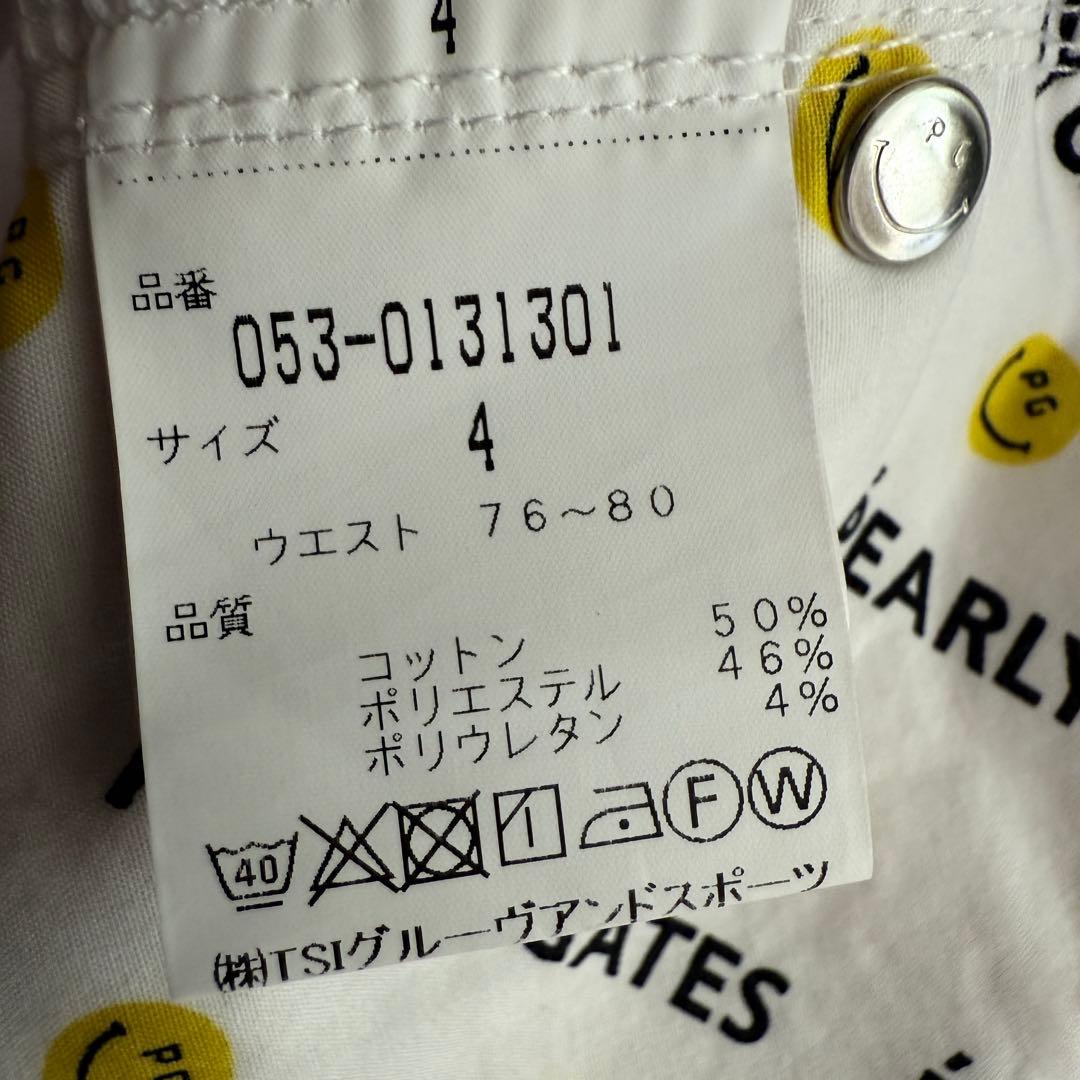 4
品番
053-0131301
サイズ 4
ウエスト 76～80
品質
コットン 50%
ポリエステル 46%
ポリウレタン 4%
40
F
W
㈱TSIグルーヴアンドスポーツ
PG
PG
PEARLY
GATES
PG
PG